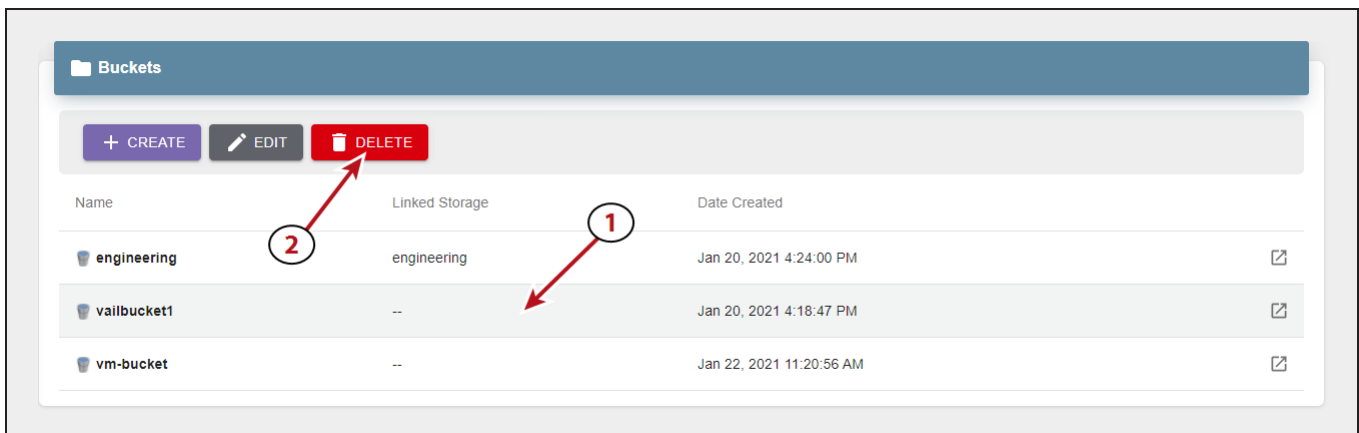 Buckets
CREATE EDIT DELETE
Name Linked Storage Date Created
1
2
engineering engineering Jan 20, 2021 4:24:00 PM
vailbucket1 -- Jan 20, 2021 4:18:47 PM
vm-bucket -- Jan 22, 2021 11:20:56 AM